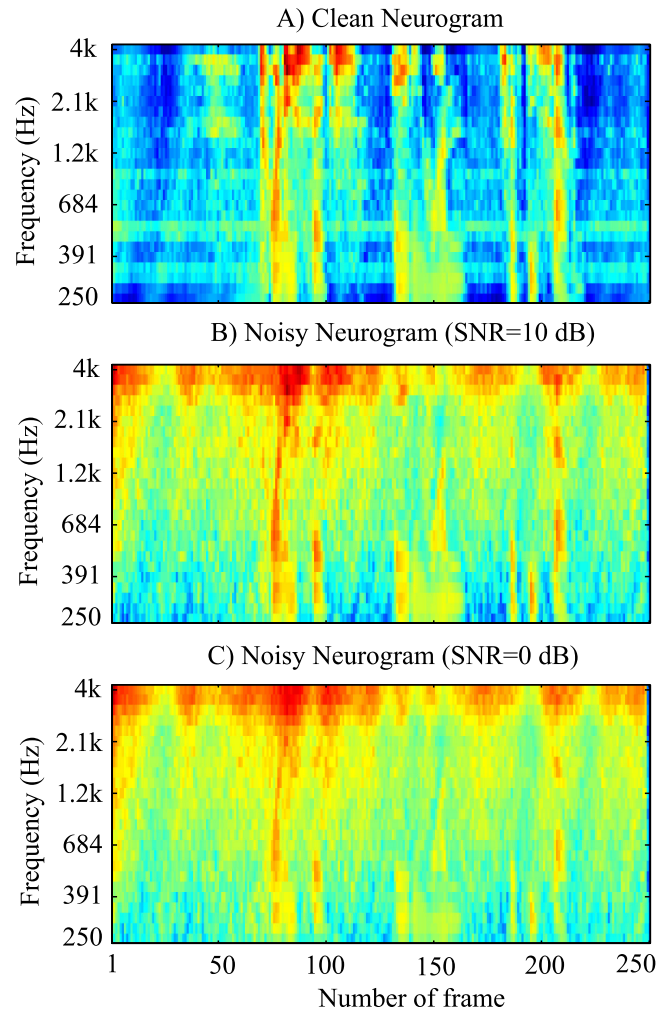 A) Clean Neurogram
4k
2.1k
1.2k
684
391
250
Frequency (Hz)
B) Noisy Neurogram (SNR=10 dB)
4k
2.1k
1.2k
684
391
250
Frequency (Hz)
C) Noisy Neurogram (SNR=0 dB)
4k
2.1k
1.2k
684
391
250
Frequency (Hz)
1 50 100 150 200 250
Number of frame